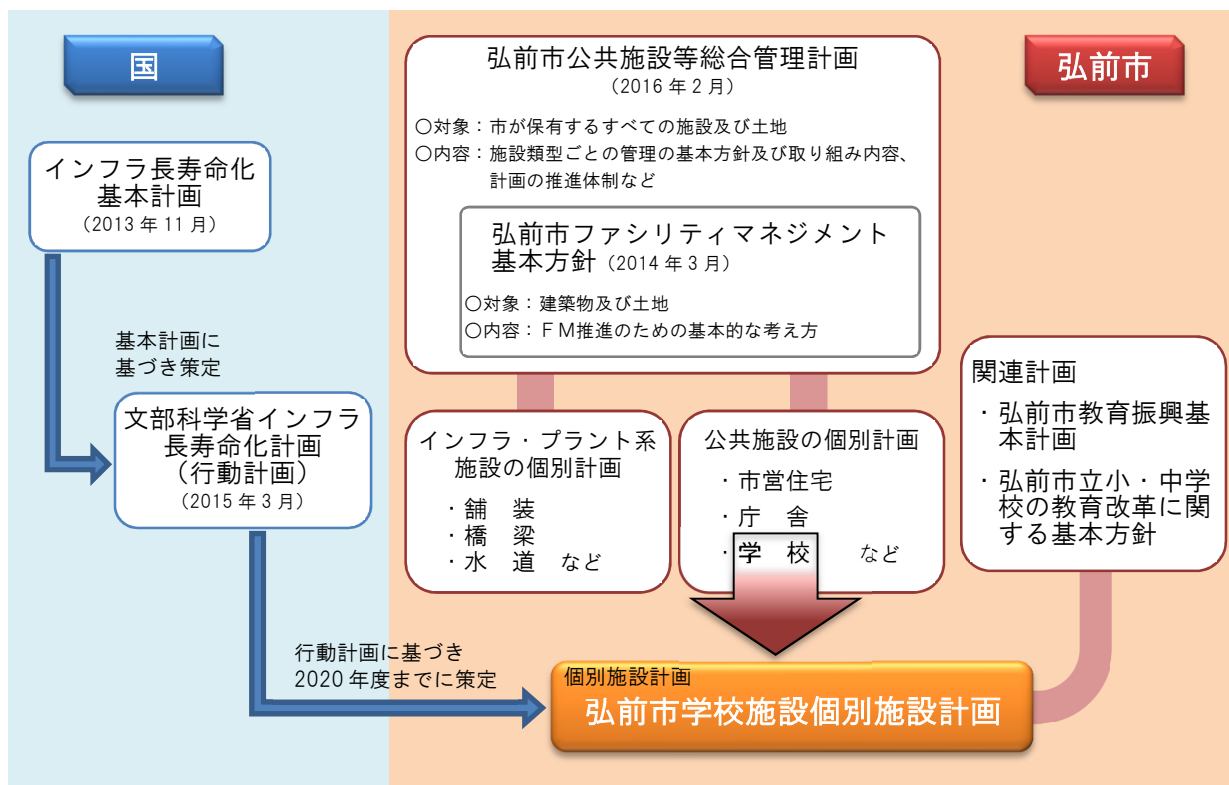 国
インフラ長寿命化
基本計画
（2013 年 11 月）
基本計画に
基づき策定
文部科学省インフラ
長寿命化計画
（行動計画）
（2015 年 3 月）
行動計画に基づき
2020 年度までに策定
弘前市
弘前市公共施設等総合管理計画
（2016 年 2 月）
○対象：市が保有するすべての施設及び土地
○内容：施設類型ごとの管理の基本方針及び取り組み内容、
計画の推進体制など
弘前市ファシリティマネジメント
基本方針（2014 年 3 月）
○対象：建築物及び土地
○内容：ＦＭ推進のための基本的な考え方
インフラ・プラント系
施設の個別計画
・舗　装
・橋　梁
・水　道　など
公共施設の個別計画
・市営住宅
・庁　舎
・学　校　　など
関連計画
・弘前市教育振興基
本計画
・弘前市立小・中学
校の教育改革に関
する基本方針
個別施設計画
弘前市学校施設個別施設計画